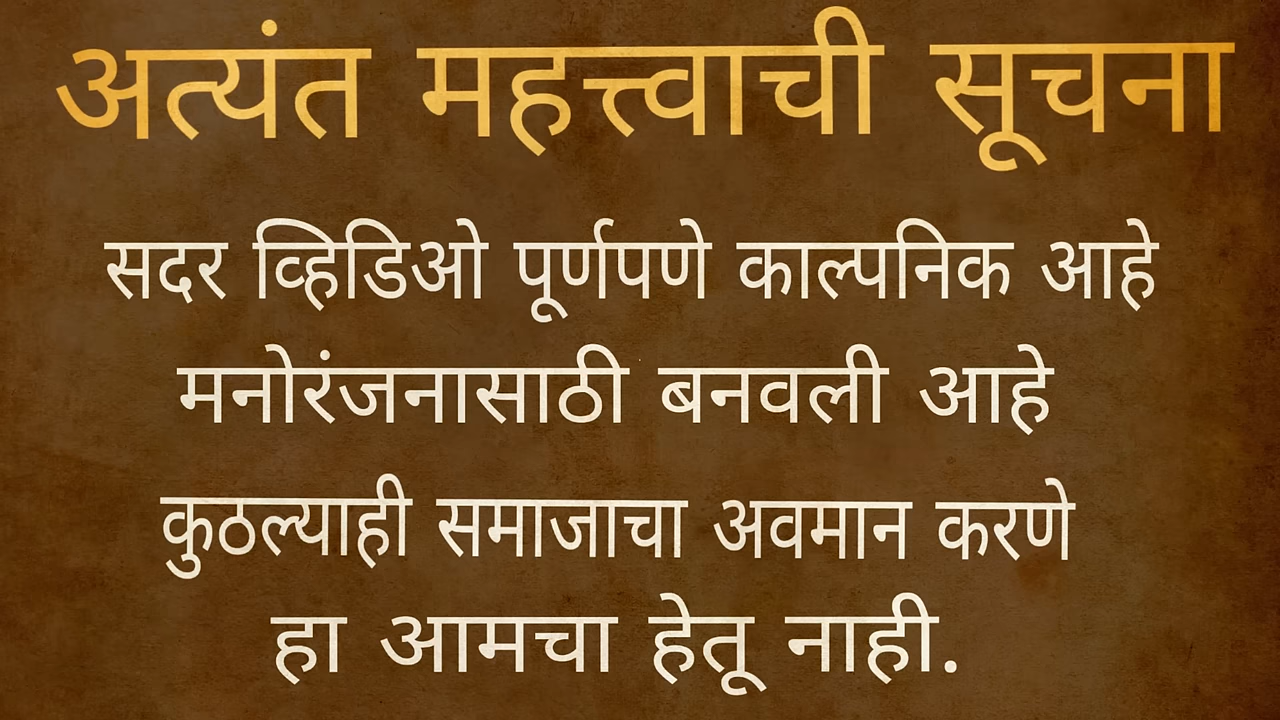 अत्यंत महत्त्वाची सूचना
सदर व्हिडिओ पूर्णपणे काल्पनिक आहे
मनोरंजनासाठी बनवली आहे
कुठल्याही समाजाचा अवमान करणे
हा आमचा हेतू नाही.